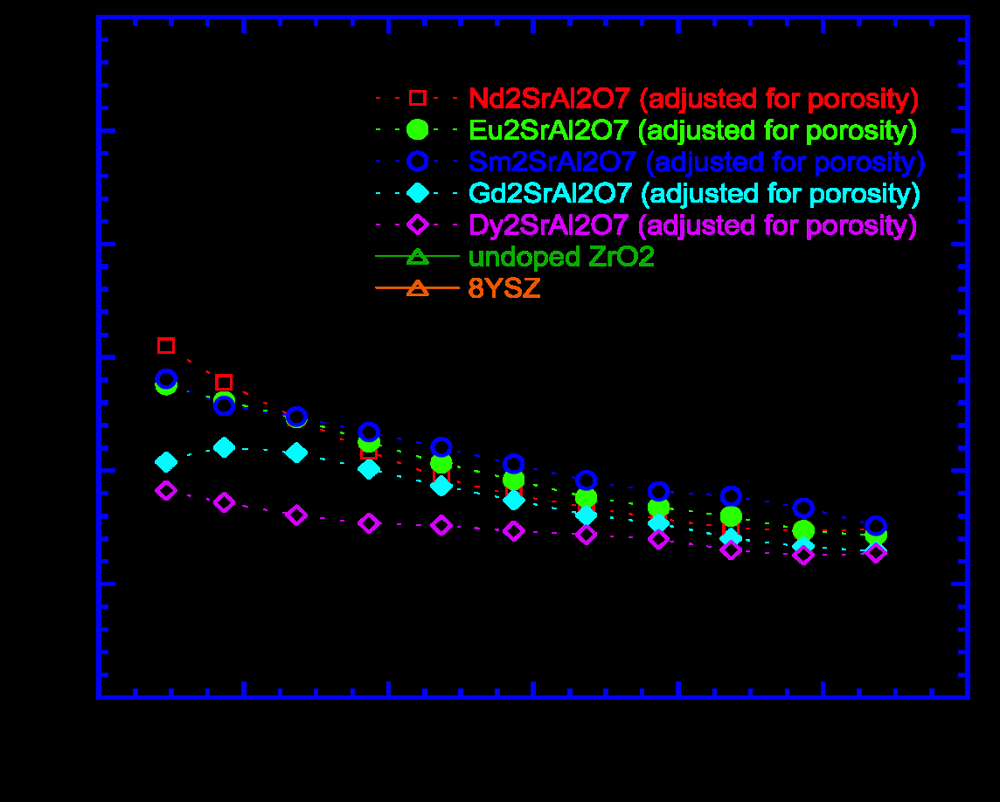 Nd2SrAl2O7 (adjusted for porosity)
Eu2SrAl2O7 (adjusted for porosity)
Sm2SrAl2O7 (adjusted for porosity)
Gd2SrAl2O7 (adjusted for porosity)
Dy2SrAl2O7 (adjusted for porosity)
undoped ZrO2
8YSZ